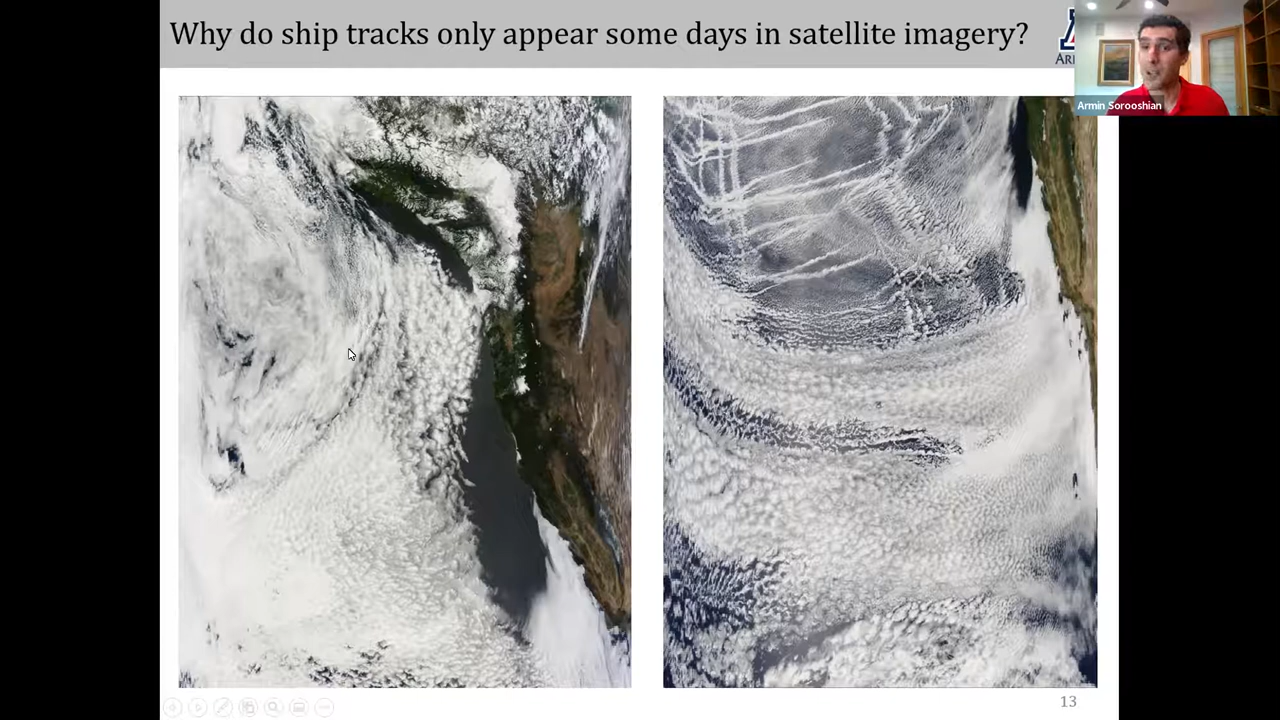 Why do ship tracks only appear some days in satellite imagery?
A
Armin Sorooshian
13